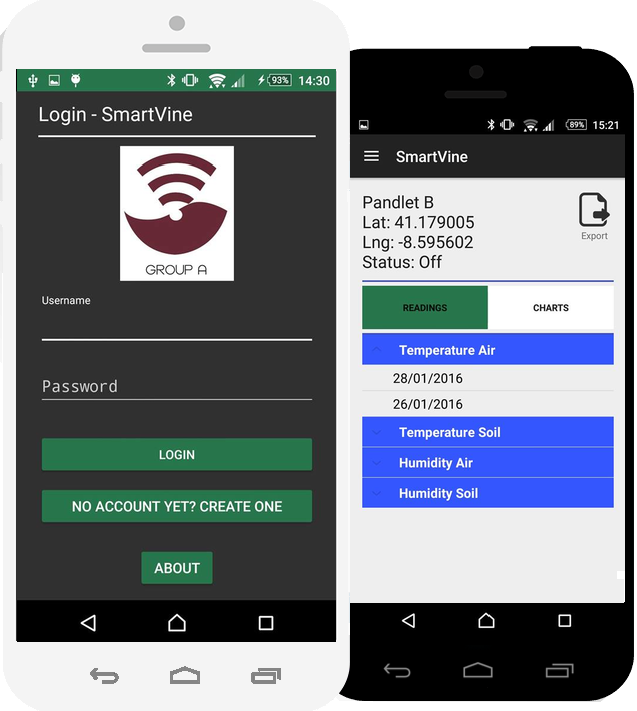 93% 14:30
Login - SmartVine
GROUP A
Username
Password
LOGIN
NO ACCOUNT YET? CREATE ONE
ABOUT
89% 15:21
SmartVine
Pandlet B
Lat: 41.179005
Lng: -8.595602
Status: Off
Export
READINGS CHARTS
Temperature Air
28/01/2016
26/01/2016
Temperature Soil
Humidity Air
Humidity Soil